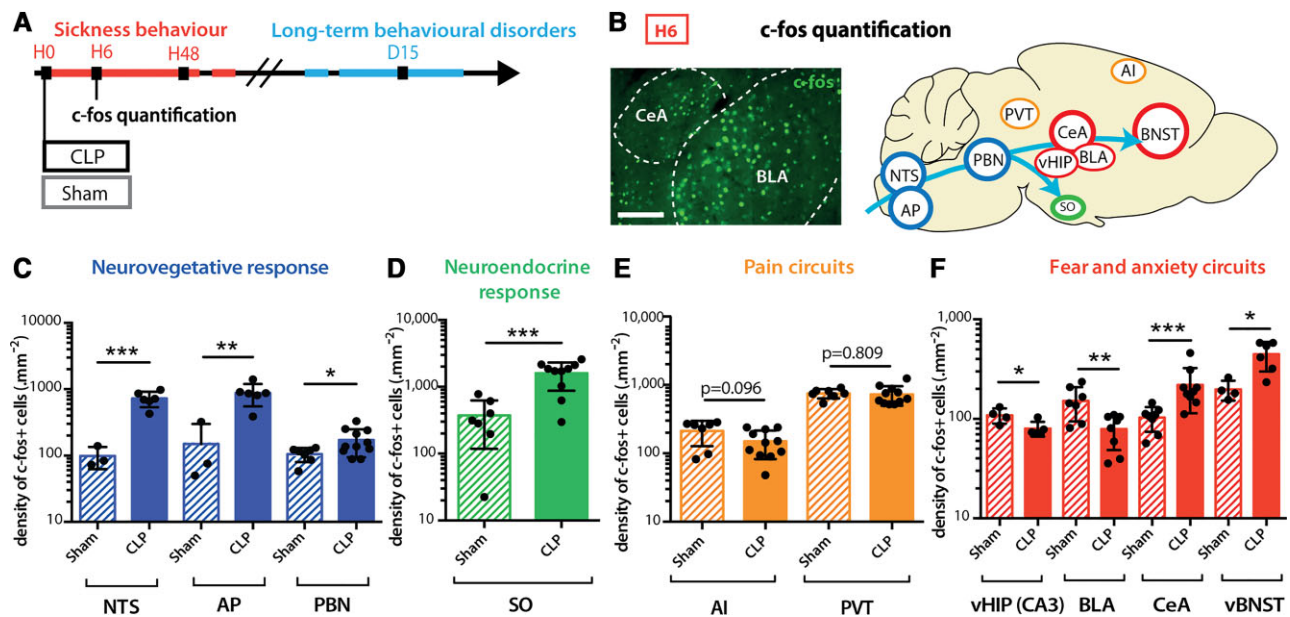 A
Sickness behaviour
Long-term behavioural disorders
H0
H6
H48
D15
c-fos quantification
CLP
Sham
B
H6
c-fos quantification
c-fos
CeA
BLA
AI
PVT
CeA
BNST
PBN
vHIP
BLA
NTS
AP
SO
C
Neurovegetative response
density of c-fos+ cells (.mm−2)
10000
1000
100
10
***
**
*
Sham
CLP
Sham
CLP
Sham
CLP
NTS
AP
PBN
D
Neuroendocrine
response
density of c-fos+ cells (.mm−2)
10,000
1,000
100
10
***
Sham
CLP
SO
E
Pain circuits
density of c-fos+ cells (.mm−2)
10,000
1,000
100
10
p=0.096
p=0.809
Sham
CLP
Sham
CLP
AI
PVT
F
Fear and anxiety circuits
density of c-fos+ cells (.mm−2)
1,000
100
10
*
**
***
*
Sham
CLP
Sham
CLP
Sham
CLP
Sham
CLP
vHIP (CA3)
BLA
CeA
vBNST